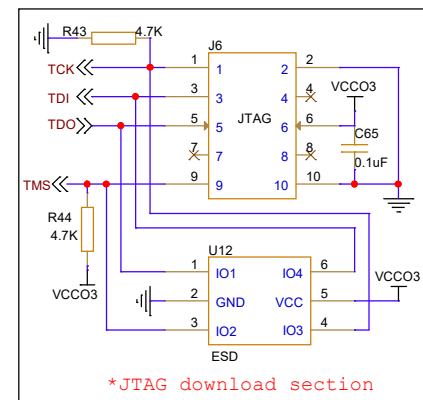 R43 4.7K
J6
TCK 1 1 2 2
VCCO3
TDI 3 3 4 4
TDO 5 5 JTAG 6 6
C65
7 7 8 8
0.1uF
TMS 9 9 10 10
R44
4.7K
U12
1 IO1 IO4 6
VCCO3
VCCO3 2 GND VCC 5
3 IO2 IO3 4
ESD
*JTAG download section